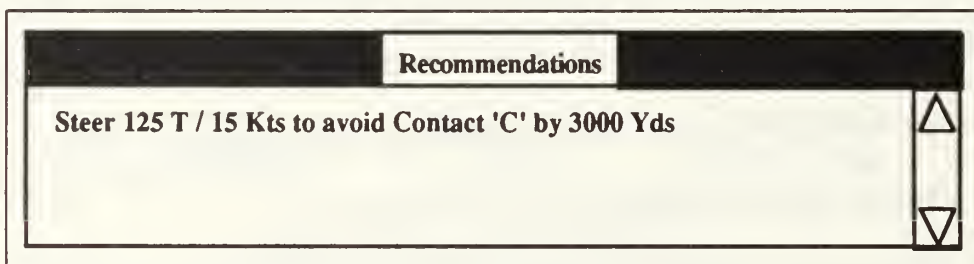 Recommendations
Steer 125 T / 15 Kts to avoid Contact 'C' by 3000 Yds